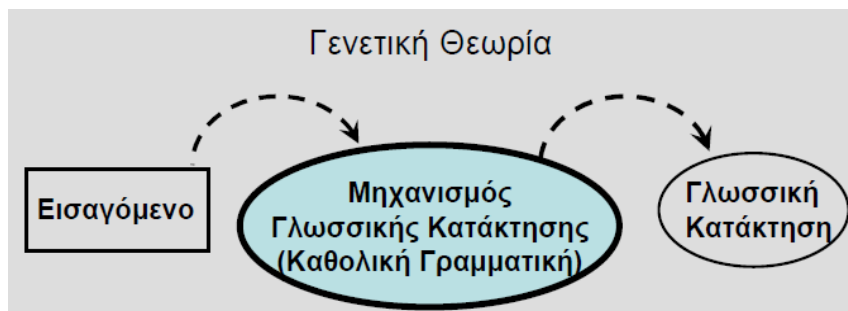 Γενετική Θεωρία
Εισαγόμενο
Μηχανισμός
Γλωσσικής Κατάκτησης
(Καθολική Γραμματική)
Γλωσσική
Κατάκτηση